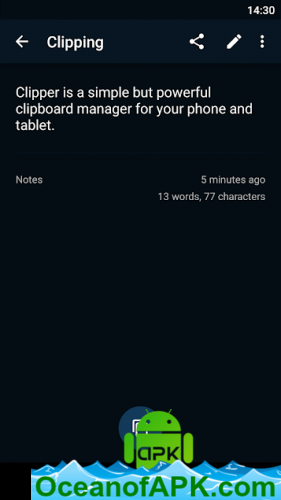 14:30
Clipping
Clipper is a simple but powerful
clipboard manager for your phone and
tablet.
Notes
5 minutes ago
13 words, 77 characters
apk
OceanofAPK.com